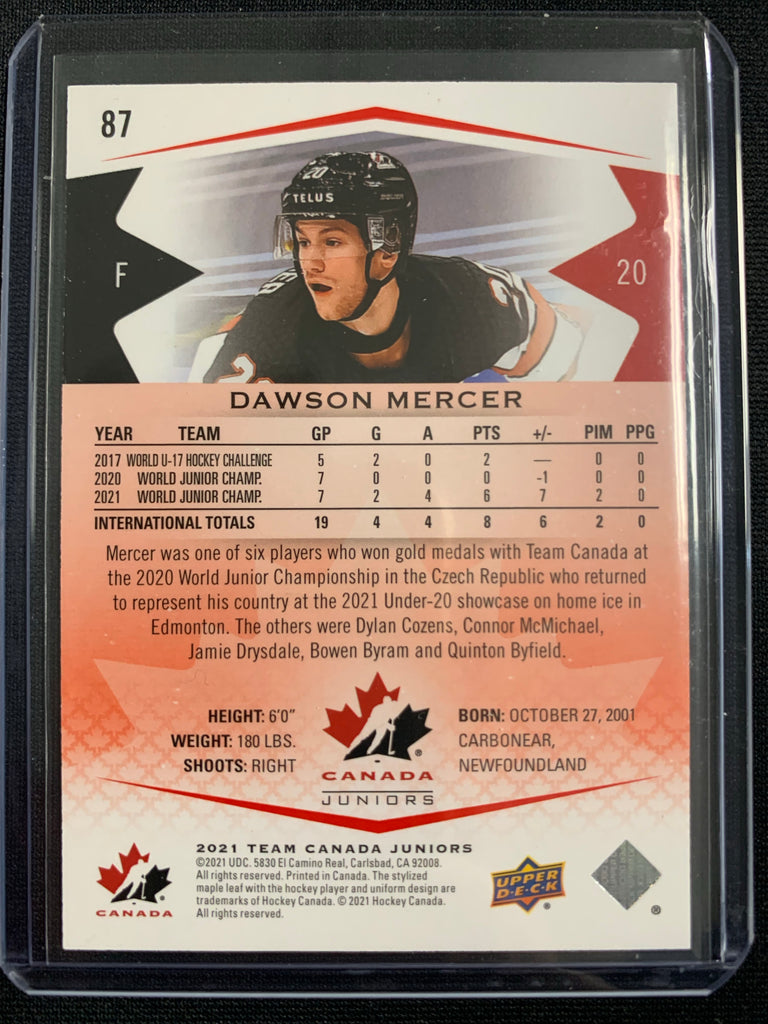 87
20
TELUS
F
20
DAWSON MERCER
YEAR TEAM GP G A PTS +/- PIM PPG
2017 WORLD U-17 HOCKEY CHALLENGE 5 2 0 2 — 0 0
2020 WORLD JUNIOR CHAMP. 7 0 0 0 -1 0 0
2021 WORLD JUNIOR CHAMP. 7 2 4 6 7 2 0
INTERNATIONAL TOTALS 19 4 4 8 6 2 0
Mercer was one of six players who won gold medals with Team Canada at
the 2020 World Junior Championship in the Czech Republic who returned
to represent his country at the 2021 Under-20 showcase on home ice in
Edmonton. The others were Dylan Cozens, Connor McMichael,
Jamie Drysdale, Bowen Byram and Quinton Byfield.
HEIGHT: 6'0"
WEIGHT: 180 LBS.
SHOOTS: RIGHT
®
CANADA
JUNIORS
BORN: OCTOBER 27, 2001
CARBONEAR,
NEWFOUNDLAND
®
CANADA
2021 TEAM CANADA JUNIORS
©2021 UDC. 5830 El Camino Real, Carlsbad, CA 92008.
All rights reserved. Printed in Canada. The stylized
maple leaf with the hockey player and uniform design are
trademarks of Hockey Canada. © 2021 Hockey Canada.
All rights reserved.
UPPER
D·E·C·K
®
®